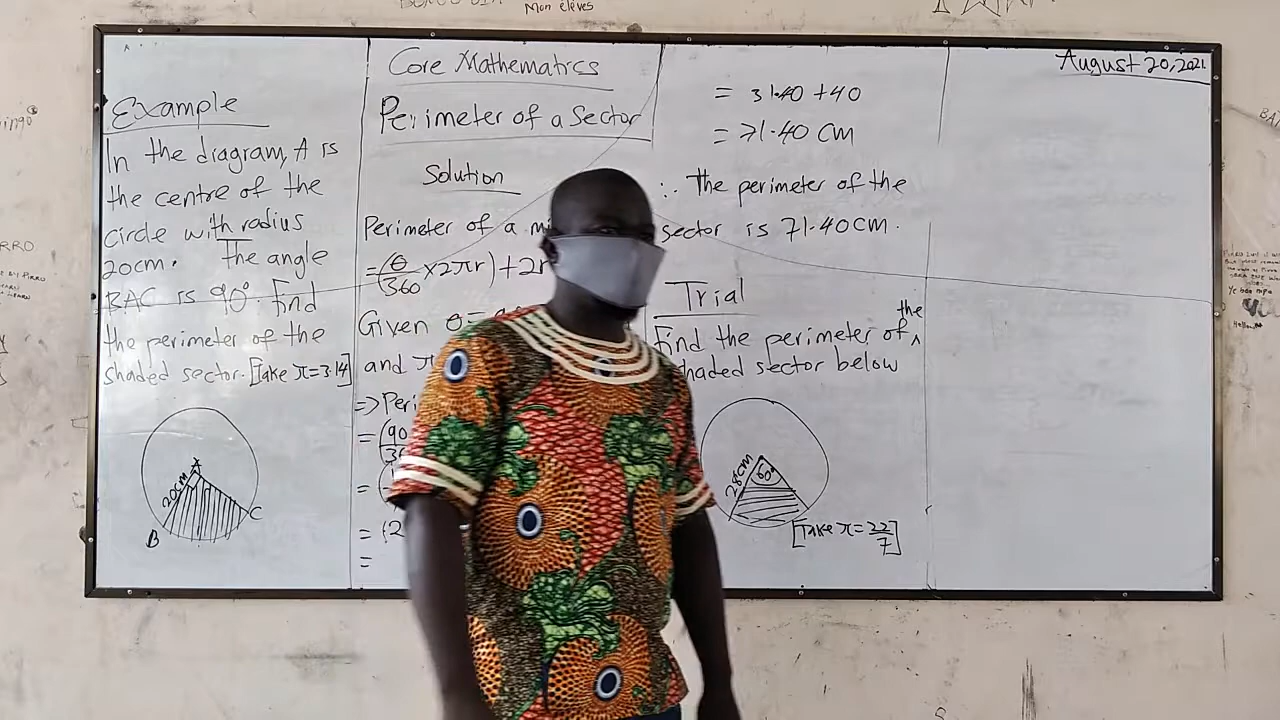 Mon élèves
August 20, 2021
Core Mathematics
Perimeter of a Sector
Example
In the diagram, A is
the centre of the
circle with radius
20cm. The angle
BAC is 90°. Find
the perimeter of the
shaded sector. [Take π=3.14]
20cm
A
B
C
Solution
Perimeter of a mi
=(θ/360 ×2πr)+2r
Given θ=
and π
=> Peri
= (90
=
= (2
=
= 31.40 + 40
= 71.40 cm
∴ The perimeter of the
sector is 71.40cm.
Trial
Find the perimeter of the
shaded sector below
28cm
60°
[Take π=22/7]